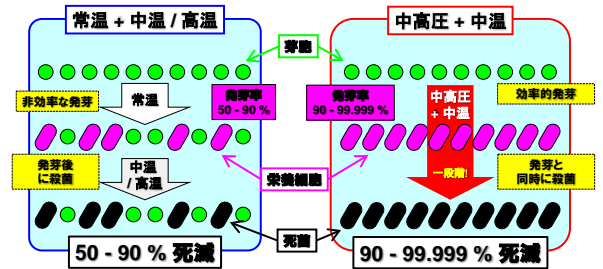 常温 + 中温 / 高温
中高圧 + 中温
芽胞
非効率な発芽
常温
発芽率
50 - 90 %
発芽率
90 - 99.999 %
中高圧
+ 中温
効率的発芽
発芽後
に殺菌
中温
/ 高温
栄養細胞
一段階!
発芽と
同時に殺菌
死菌
50 - 90 % 死滅
90 - 99.999 % 死滅